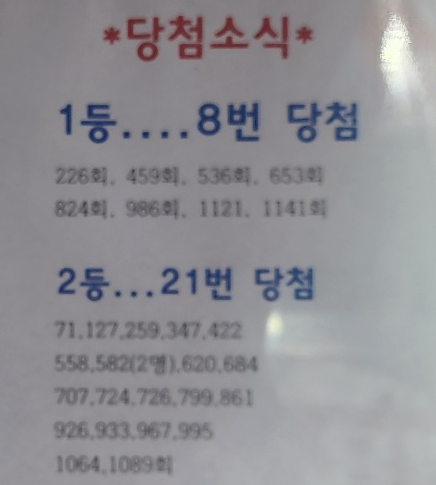 *당첨소식*
1등....8번 당첨
226회, 459회, 536회, 653회
824회, 986회, 1121, 1141회
2등...21번 당첨
71,127,259,347,422
558,582(2명),620,684
707,724,726,799,861
926,933,967,995
1064,1089회